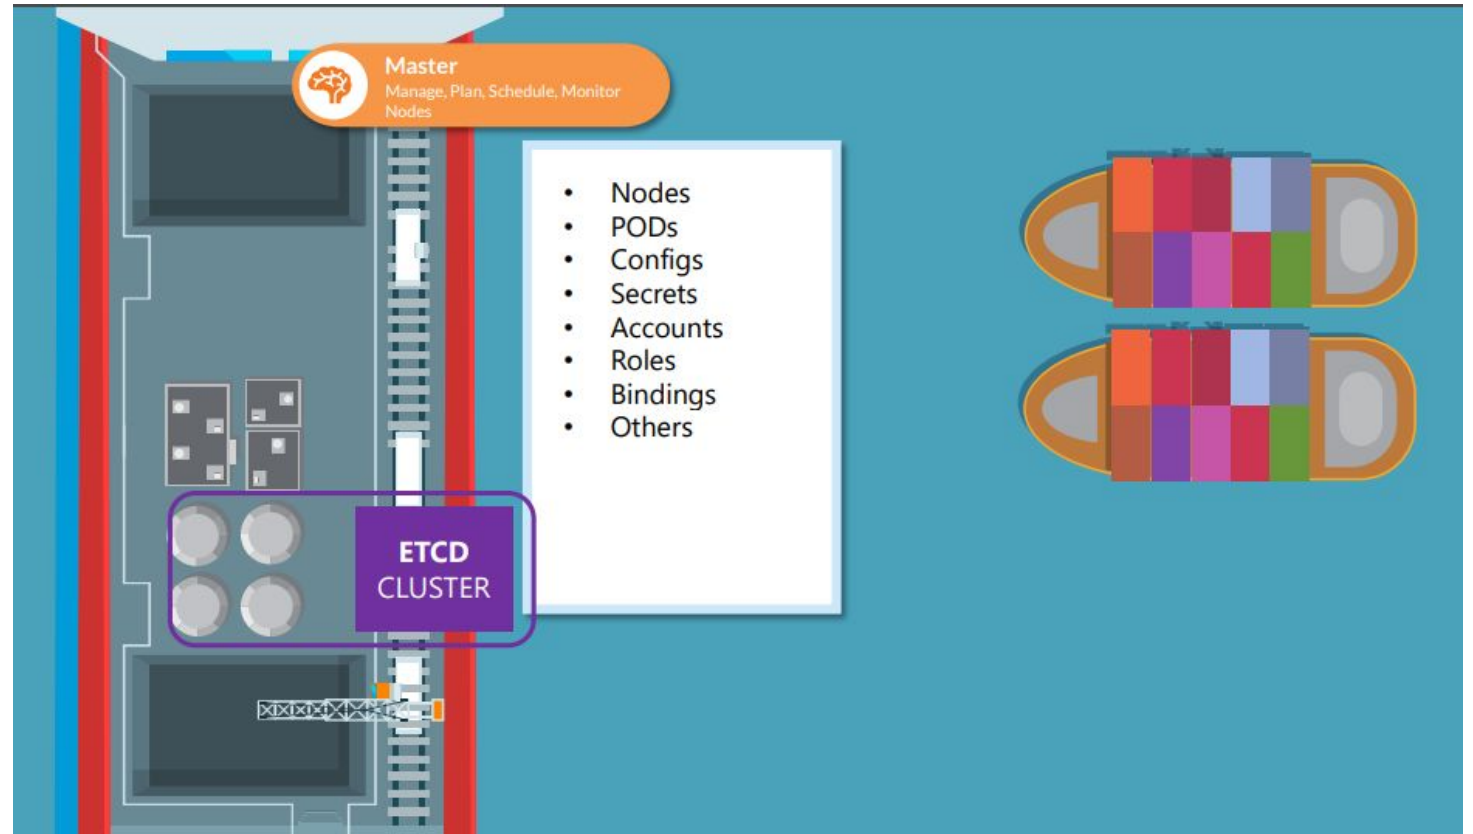 Master
Manage, Plan, Schedule, Monitor
Nodes
• Nodes
• PODs
• Configs
• Secrets
• Accounts
• Roles
• Bindings
• Others
ETCD
CLUSTER